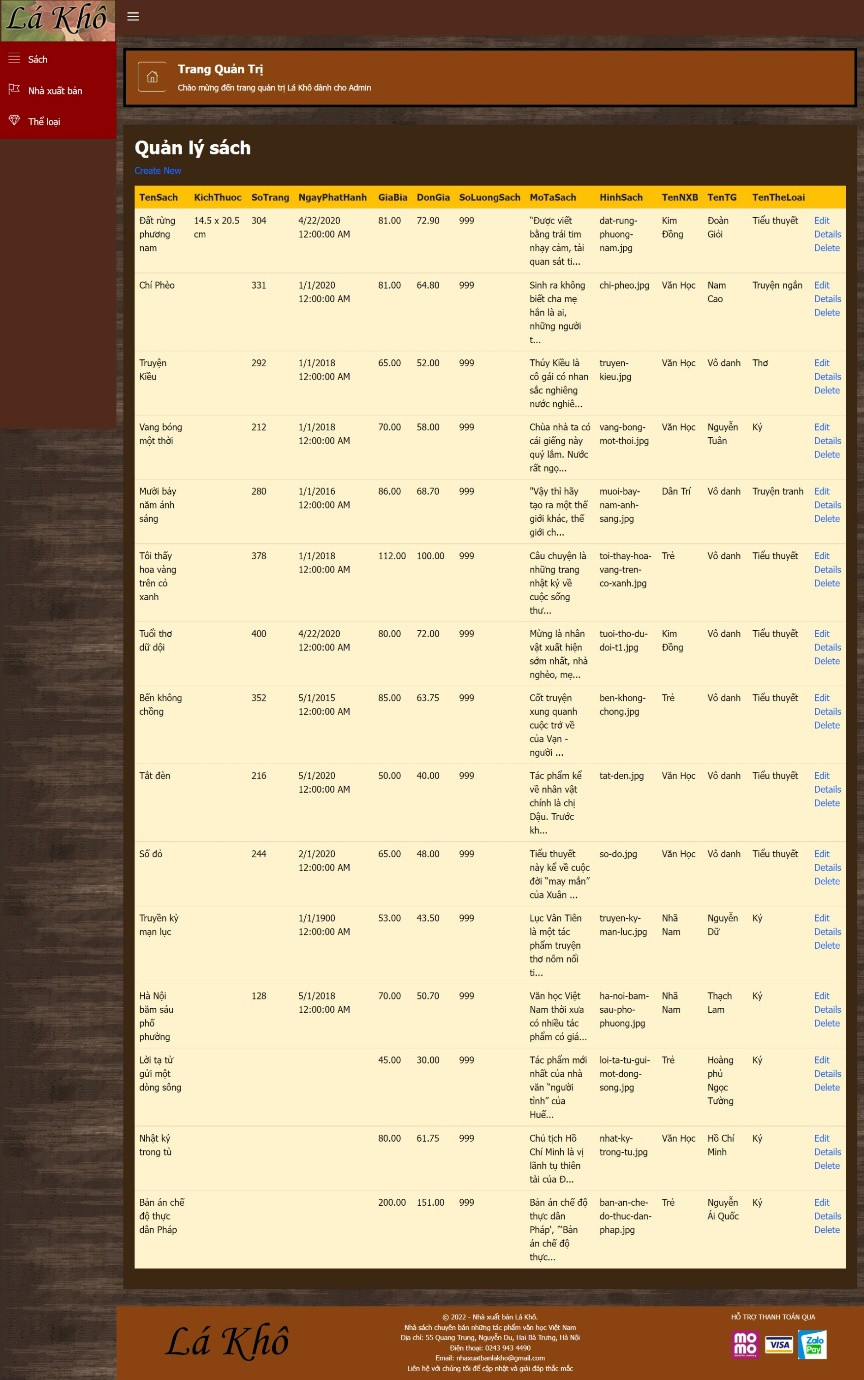 Lá Khô
Sách
Nhà xuất bản
Thể loại
Trang Quản Trị
Chào mừng đến trang quản trị Lá Khô dành cho Admin
Quản lý sách
Create New
TenSach KichThuoc SoTrang NgayPhatHanh GiaBia DonGia SoLuongSach MoTaSach HinhSach TenNXB TenTG TenTheLoai
Đất rừng 14.5 x 20.5 304 4/22/2020 81.00 72.90 999 "Được viết dat-rung- Kim Đoàn Tiểu thuyết Edit
phương cm 12:00:00 AM bằng trái tim phuong- Đồng Giỏi Details
nam nhạy cảm, tài nam.jpg Delete
quan sát ti...
Chí Phèo 331 1/1/2020 81.00 64.80 999 Sinh ra không chi-pheo.jpg Văn Học Nam Truyện ngắn Edit
12:00:00 AM biết cha mẹ Cao Details
hắn là ai, Delete
những người
t...
Truyện 292 1/1/2018 65.00 52.00 999 Thúy Kiều là truyen- Văn Học Vô danh Thơ Edit
Kiều 12:00:00 AM cô gái có nhan kieu.jpg Details
sắc nghiêng Delete
nước nghiê...
Vang bóng 212 1/1/2018 70.00 58.00 999 Chùa nhà ta có vang-bong- Văn Học Nguyễn Ký Edit
một thời 12:00:00 AM cái giếng này mot-thoi.jpg Tuân Details
quý lắm. Nước Delete
rất ngọ...
Mười bảy 280 1/1/2016 86.00 68.70 999 "Vậy thì hãy muoi-bay- Dân Trí Vô danh Truyện tranh Edit
năm ánh 12:00:00 AM tạo ra một thế nam-anh- Details
sáng giới khác, thế sang.jpg Delete
giới ch...
Tôi thấy 378 1/1/2018 112.00 100.00 999 Câu chuyện là toi-thay-hoa- Trẻ Vô danh Tiểu thuyết Edit
hoa vàng 12:00:00 AM những trang vang-tren- Details
trên cỏ nhật ký về co-xanh.jpg Delete
xanh cuộc sống
thư...
Tuổi thơ 400 4/22/2020 80.00 72.00 999 Mừng là nhân tuoi-tho-du- Kim Vô danh Tiểu thuyết Edit
dữ dội 12:00:00 AM vật xuất hiện doi-t1.jpg Đồng Details
sớm nhất, nhà Delete
nghèo, mẹ...
Bến không 352 5/1/2015 85.00 63.75 999 Cốt truyện ben-khong- Trẻ Vô danh Tiểu thuyết Edit
chồng 12:00:00 AM xung quanh chong.jpg Details
cuộc trở về Delete
của Vạn -
người ...
Tắt đèn 216 5/1/2020 50.00 40.00 999 Tác phẩm kể tat-den.jpg Văn Học Vô danh Tiểu thuyết Edit
12:00:00 AM về nhân vật Details
chính là chị Delete
Dậu. Trước
kh...
Số đỏ 244 2/1/2020 65.00 48.00 999 Tiểu thuyết so-do.jpg Văn Học Vô danh Tiểu thuyết Edit
12:00:00 AM này kể về cuộc Details
đời "may mắn" Delete
của Xuân ...
Truyền kỳ 1/1/1900 53.00 43.50 999 Lục Vân Tiên truyen-ky- Nhã Nguyễn Ký Edit
mạn lục 12:00:00 AM là một tác man-luc.jpg Nam Dữ Details
phẩm truyện Delete
thơ nôm nổi
ti...
Hà Nội 128 5/1/2018 70.00 50.70 999 Văn học Việt ha-noi-bam- Nhã Thạch Ký Edit
băm sáu 12:00:00 AM Nam thời xưa sau-pho- Nam Lam Details
phố có nhiều tác phuong.jpg Delete
phường phẩm có giá...
Lời tạ từ 45.00 30.00 999 Tác phẩm mới loi-ta-tu-gui- Trẻ Hoàng Ký Edit
gửi một nhất của nhà mot-dong- phủ Details
dòng sông văn "người song.jpg Ngọc Delete
tình" của Tường
Huế...
Nhật ký 80.00 61.75 999 Chủ tịch Hồ nhat-ky- Văn Học Hồ Chí Ký Edit
trong tù Chí Minh là vị trong-tu.jpg Minh Details
lãnh tụ thiên Delete
tài của Đ...
Bản án chế 200.00 151.00 999 Bản án chế độ ban-an-che- Trẻ Nguyễn Ký Edit
độ thực thực dân do-thuc-dan- Ái Quốc Details
dân Pháp Pháp', "'Bản phap.jpg Delete
án chế độ
thực...
Lá Khô
© 2022 - Nhà xuất bản Lá Khô.
Nhà sách chuyên bán những tác phẩm văn học Việt Nam
Địa chỉ: 55 Quang Trung, Nguyễn Du, Hai Bà Trưng, Hà Nội
Điện thoại: 0243 943 4490
Email: nhaxuatbanlakho@gmail.com
Liên hệ với chúng tôi để cập nhật và giải đáp thắc mắc
HỖ TRỢ THANH TOÁN QUA
mo mo
VISA
Zalo Pay